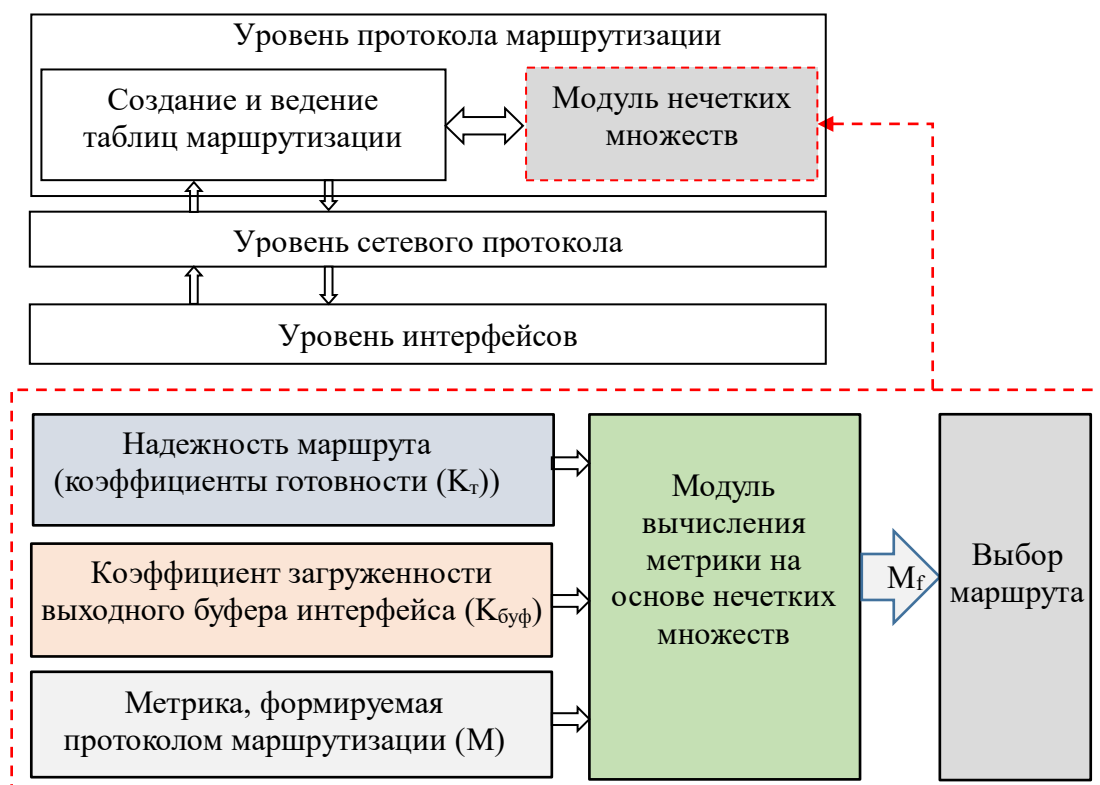 Уровень протокола маршрутизации
Создание и ведение
таблиц маршрутизации
Модуль нечетких
множеств
Уровень сетевого протокола
Уровень интерфейсов
Надежность маршрута
(коэффициенты готовности (Kт))
Коэффициент загруженности
выходного буфера интерфейса (Kбуф)
Метрика, формируемая
протоколом маршрутизации (M)
Модуль
вычисления
метрики на
основе нечетких
множеств
Mf
Выбор
маршрута